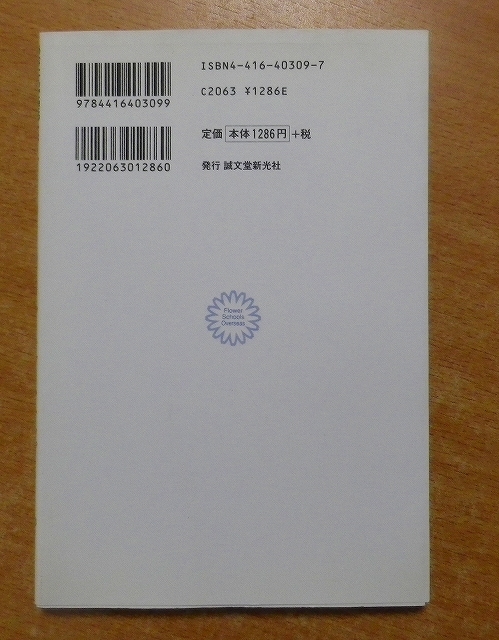 ISBN4-416-40309-7
C2063 ¥1286E
9784416403099
定価 本体1286円 +税
1922063012860
発行 誠文堂新光社
Flower
Schools
Overseas